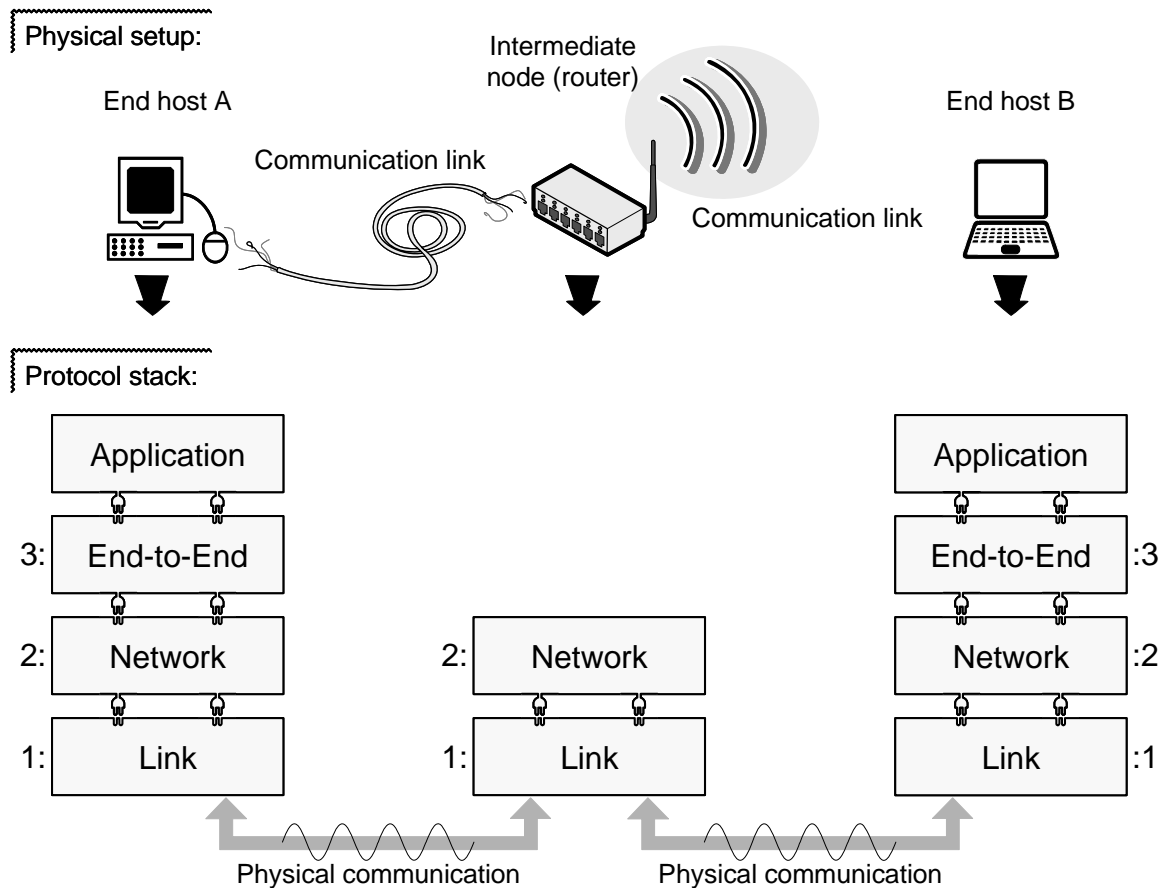 Physical setup:
Intermediate
node (router)
End host A
End host B
Communication link
Communication link
Protocol stack:
Application
Application
3: End-to-End
End-to-End :3
2: Network
2: Network
Network :2
1: Link
1: Link
Link :1
Physical communication
Physical communication